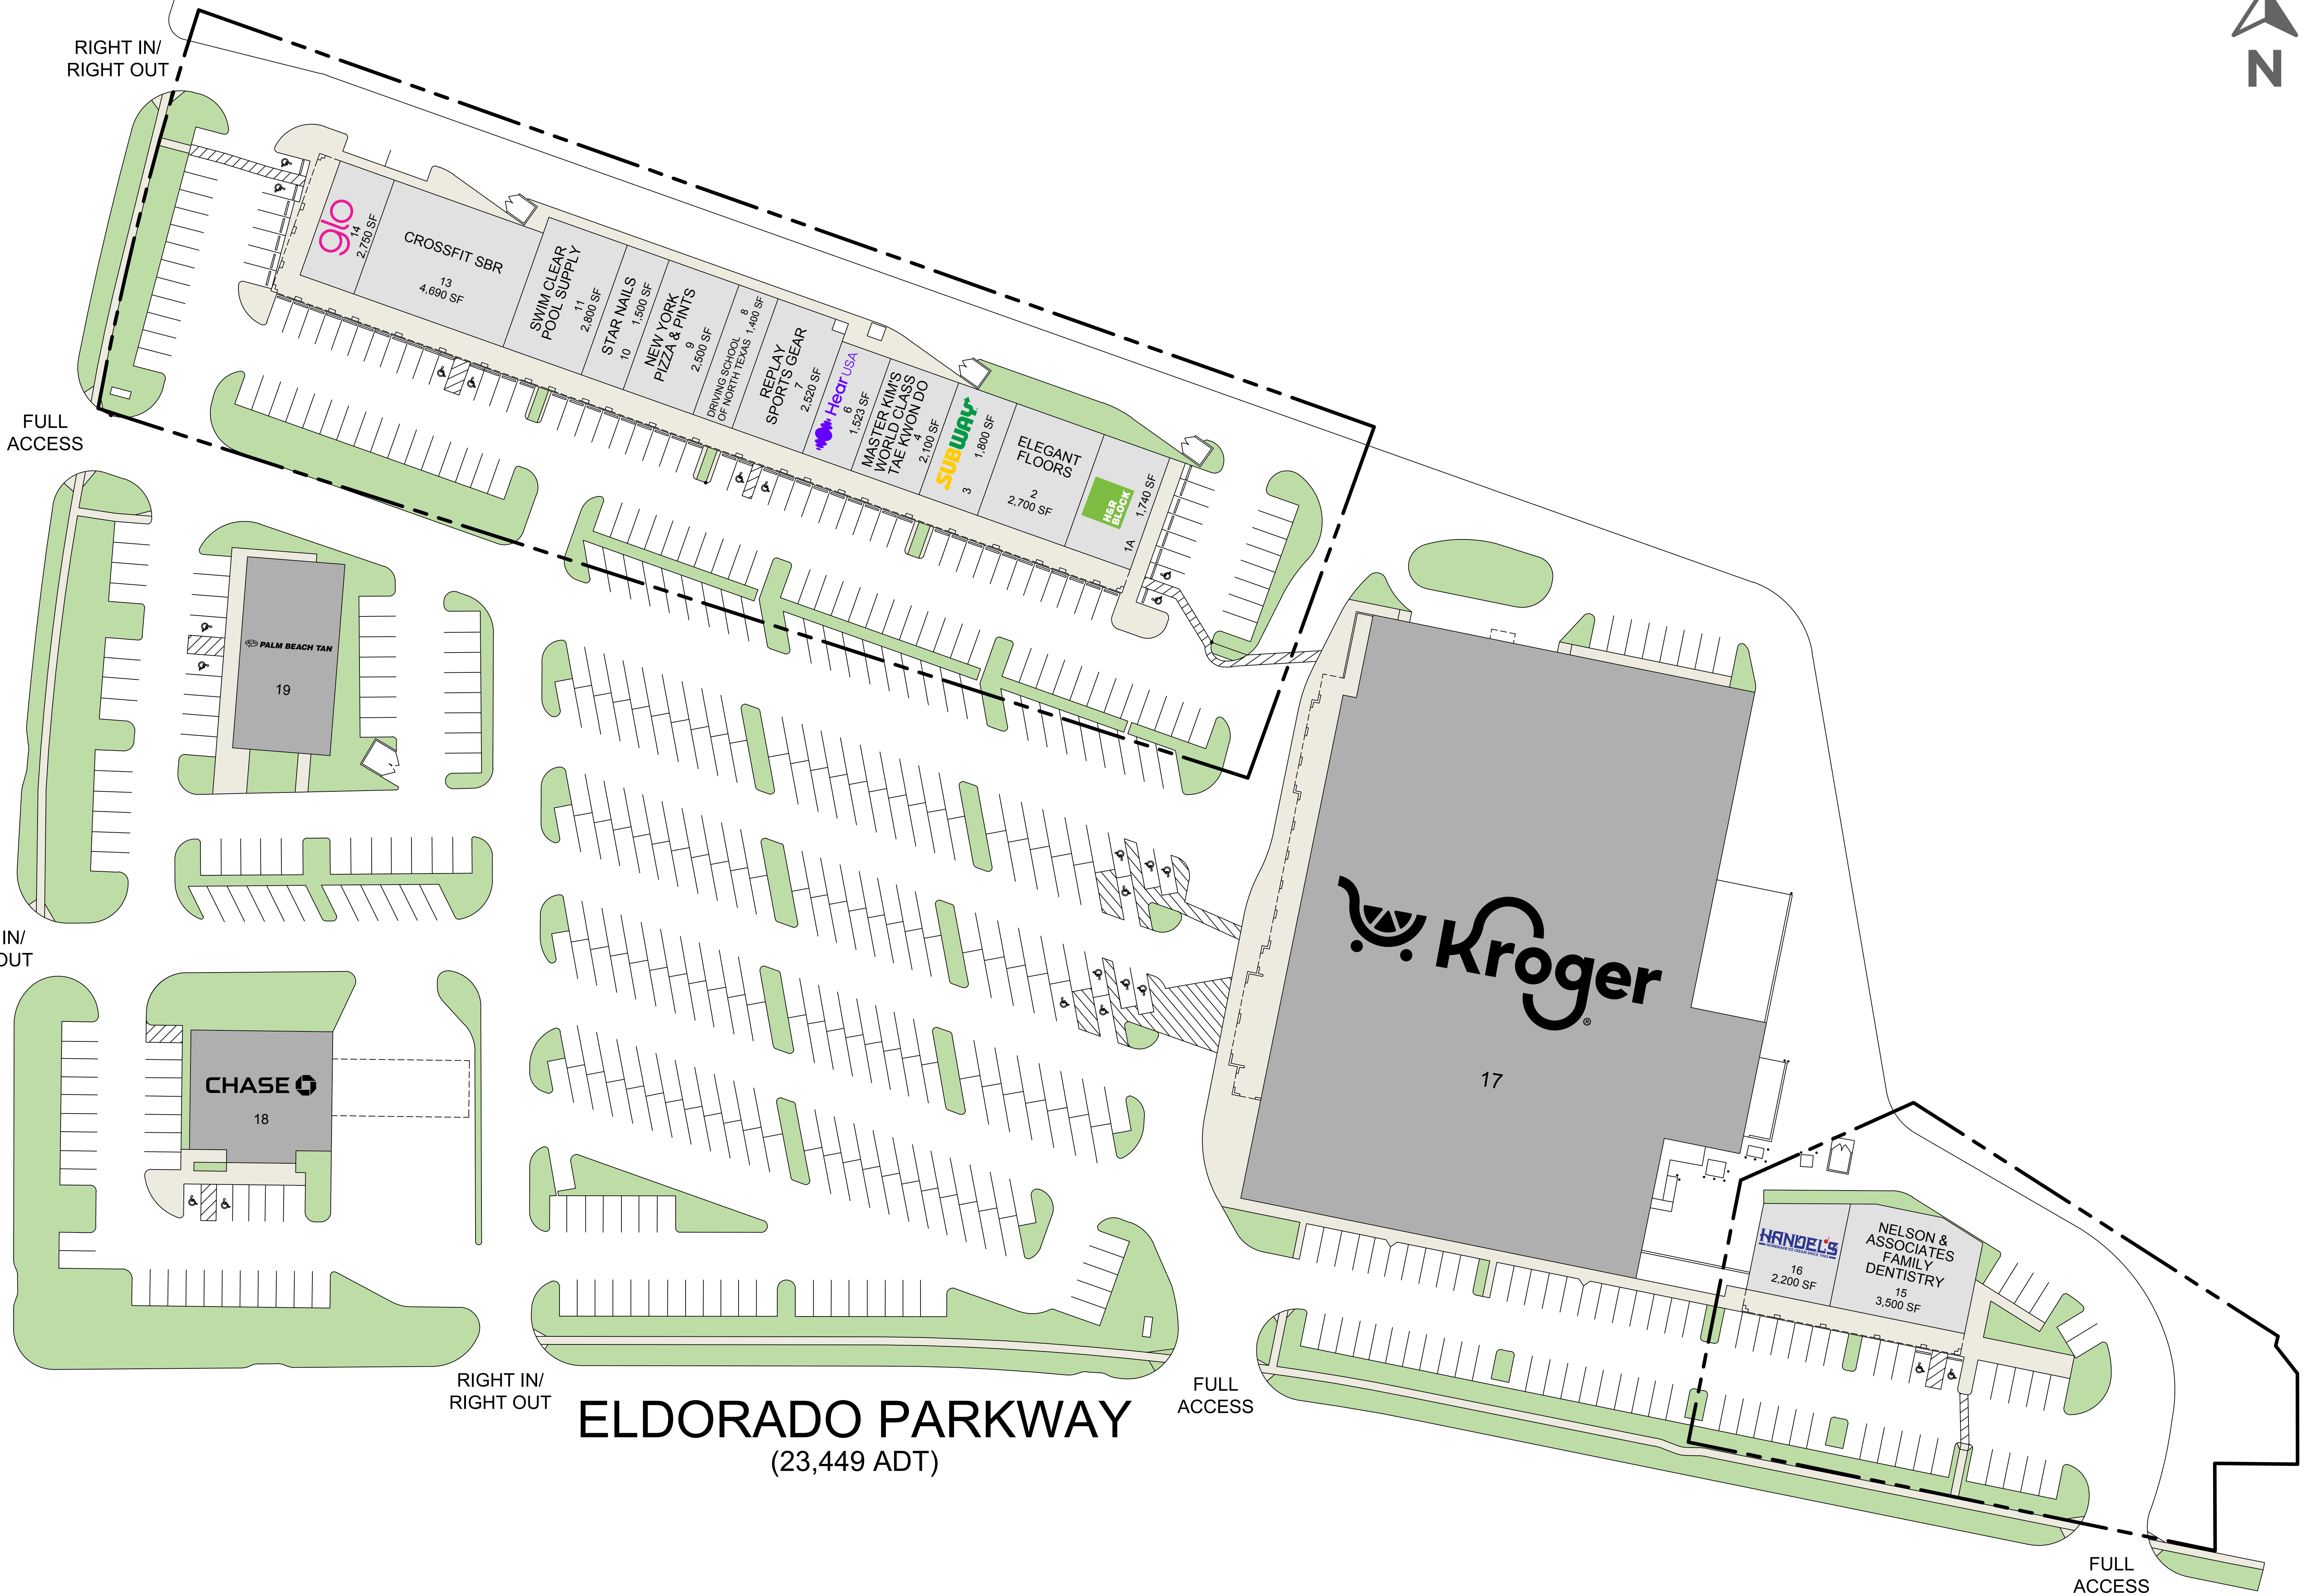 N
RIGHT IN/
RIGHT OUT
glo
14
2,750 SF
CROSSFIT SBR
13
4,690 SF
SWIM CLEAR
POOL SUPPLY
11
2,800 SF
STAR NAILS
10
1,500 SF
NEW YORK
PIZZA & PINTS
9
2,500 SF
DRIVING SCHOOL
OF NORTH TEXAS
8
1,400 SF
REPLAY
SPORTS GEAR
7
2,520 SF
HearUSA
6
1,523 SF
MASTER KIM'S
WORLD CLASS
TAE KWON DO
4
2,100 SF
SUBWAY
3
1,800 SF
ELEGANT
FLOORS
2
2,700 SF
H&R
BLOCK
1A
1,740 SF
FULL
ACCESS
PALM BEACH TAN
19
IN/
OUT
CHASE
18
Kroger®
17
HANDEL'S
HOMEMADE ICE CREAM SINCE 1945
16
2,200 SF
NELSON &
ASSOCIATES
FAMILY
DENTISTRY
15
3,500 SF
RIGHT IN/
RIGHT OUT
ELDORADO PARKWAY
(23,449 ADT)
FULL
ACCESS
FULL
ACCESS